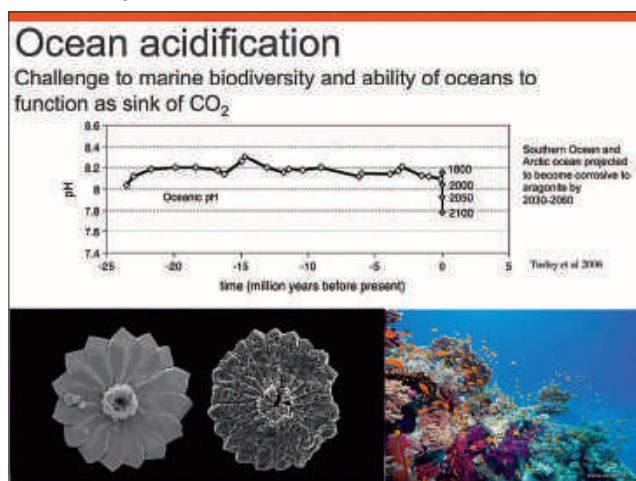 Ocean acidification
Challenge to marine biodiversity and ability of oceans to
function as sink of CO₂
8.6
8.4
8.2
8
7.8
7.6
7.4
pH
Oceanic pH
1800
2000
2050
2100
-25
-20
-15
-10
-5
0
5
time (million years before present)
Southern Ocean and
Arctic ocean projected
to become corrosive to
aragonite by
2030-2060
Turley et al 2006